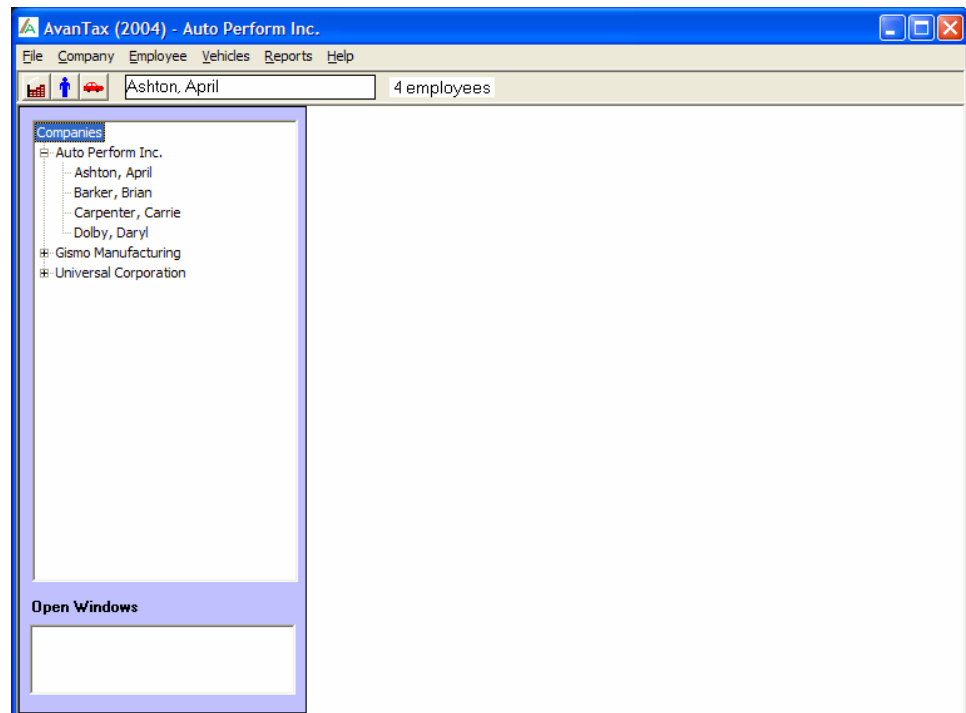 AvanTax (2004) - Auto Perform Inc.
File Company Employee Vehicles Reports Help
Ashton, April 4 employees
Companies
Auto Perform Inc.
Ashton, April
Barker, Brian
Carpenter, Carrie
Dolby, Daryl
Gismo Manufacturing
Universal Corporation
Open Windows